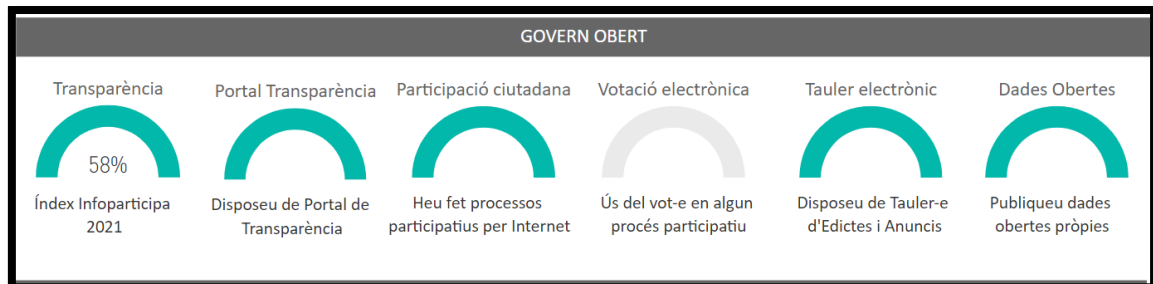 GOVERN OBERT
Transparència
58%
Índex Infoparticipa
2021
Portal Transparència
Disposeu de Portal de
Transparència
Participació ciutadana
Heu fet processos
participatius per Internet
Votació electrònica
Ús del vot-e en algun
procés participatiu
Tauler electrònic
Disposeu de Tauler-e
d'Edictes i Anuncis
Dades Obertes
Publiqueu dades
obertes pròpies